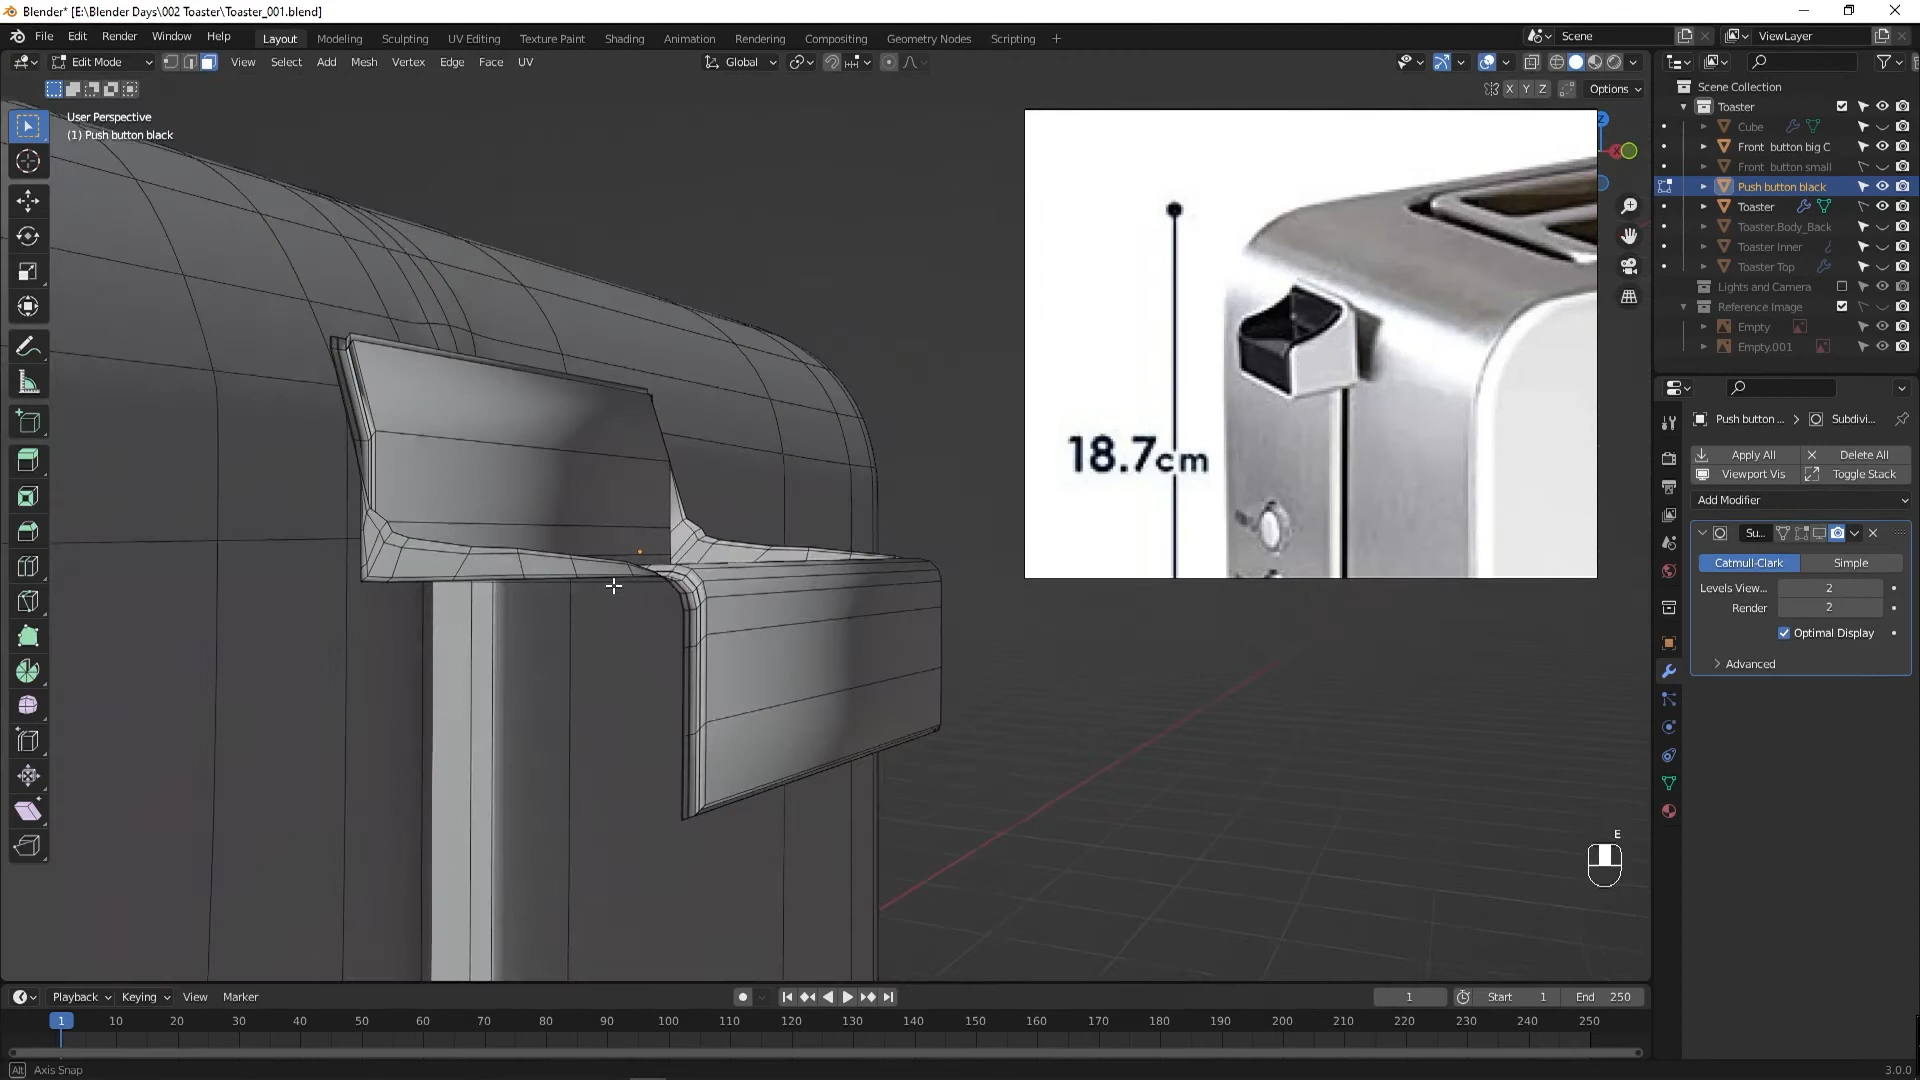 Blender* [E:\Blender Days\002 Toaster\Toaster_001.blend]
File Edit Render Window Help
Layout Modeling Sculpting UV Editing Texture Paint Shading Animation Rendering Compositing Geometry Nodes Scripting +
Scene
ViewLayer
Edit Mode
View Select Add Mesh Vertex Edge Face UV
Global
X Y Z
Options
User Perspective
(1) Push button black
Z
X
18.7cm
Scene Collection
Toaster
Cube
Front button big C
Front button small
Push button black
Toaster
Toaster.Body_Back
Toaster Inner
Toaster Top
Lights and Camera
Reference Image
Empty
Empty.001
Push button ... > Subdivi...
Apply All
Delete All
Viewport Vis
Toggle Stack
Add Modifier
Su...
Catmull-Clark
Simple
Levels View... 2
Render 2
Optimal Display
Advanced
E
Playback Keying View Marker
1
Start 1
End 250
1 10 20 30 40 50 60 70 80 90 100 110 120 130 140 150 160 170 180 190 200 210 220 230 240 250
Alt Axis Snap
3.0.0